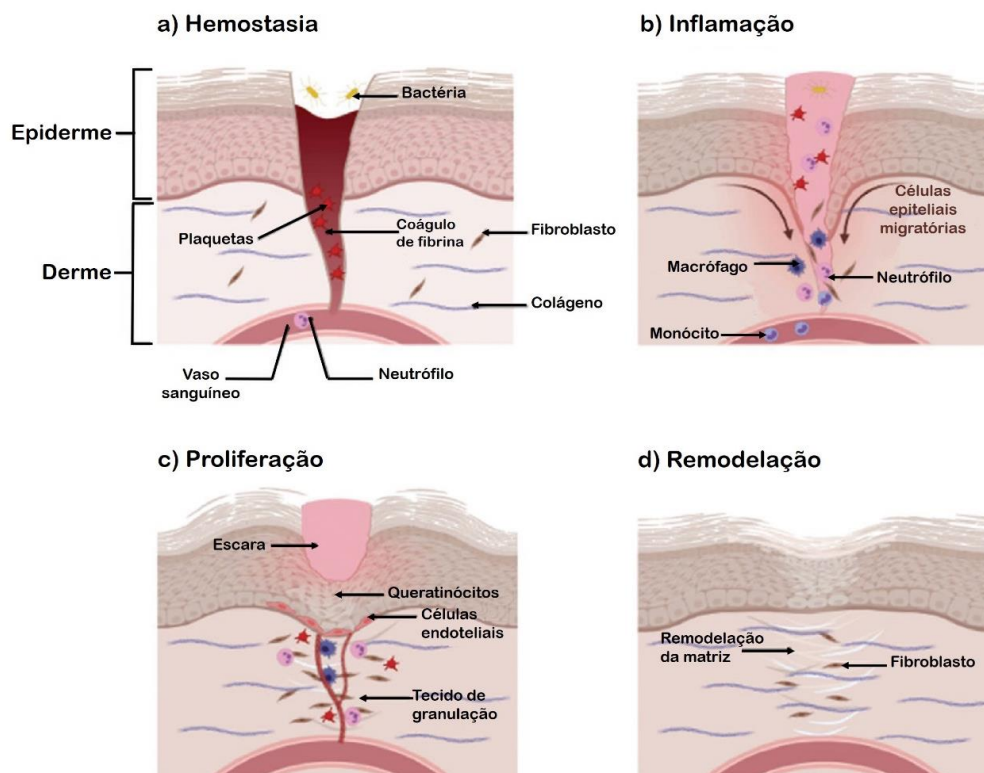 a) Hemostasia
Bactéria
Epiderme
Plaquetas
Coágulo
de fibrina
Fibroblasto
Derme
Colágeno
Vaso
sanguíneo
Neutrófilo
b) Inflamação
Células
epiteliais
migratórias
Macrófago
Neutrófilo
Monócito
c) Proliferação
Escara
Queratinócitos
Células
endoteliais
Tecido de
granulação
d) Remodelação
Remodelação
da matriz
Fibroblasto